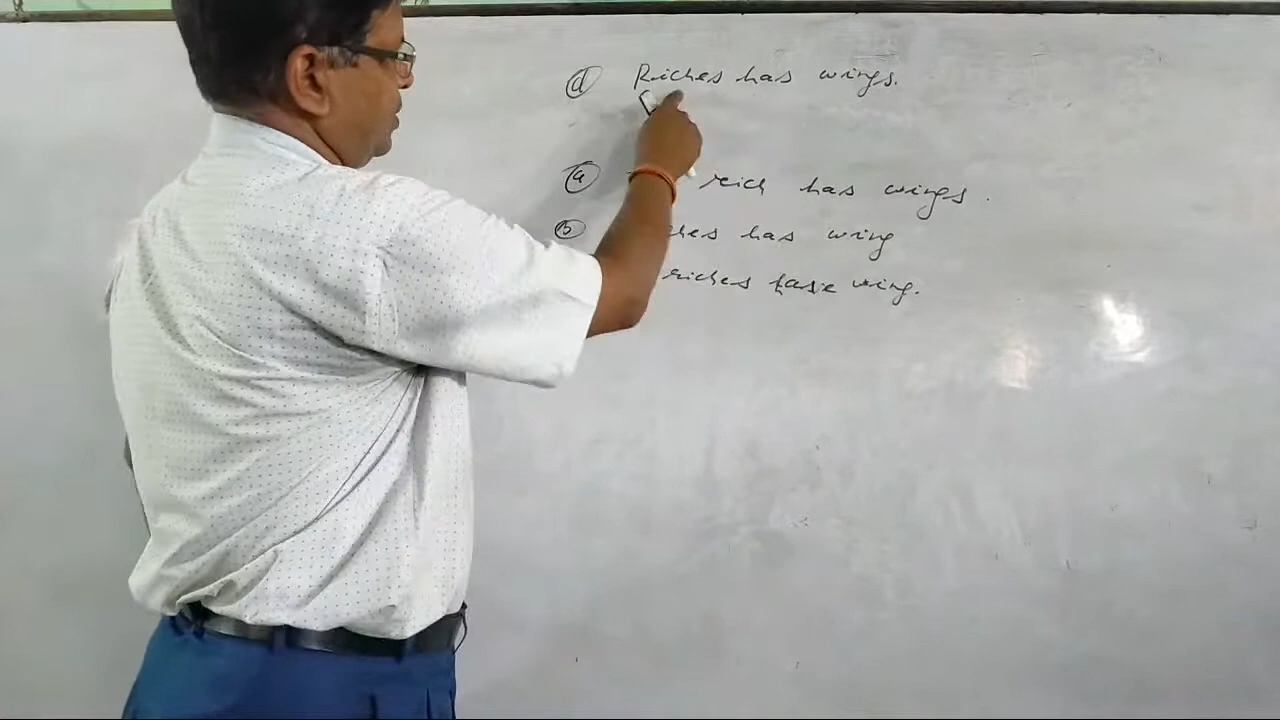 (d) Riches has wings.
(a) rich has wings.
(b) has wing
riches have wing.